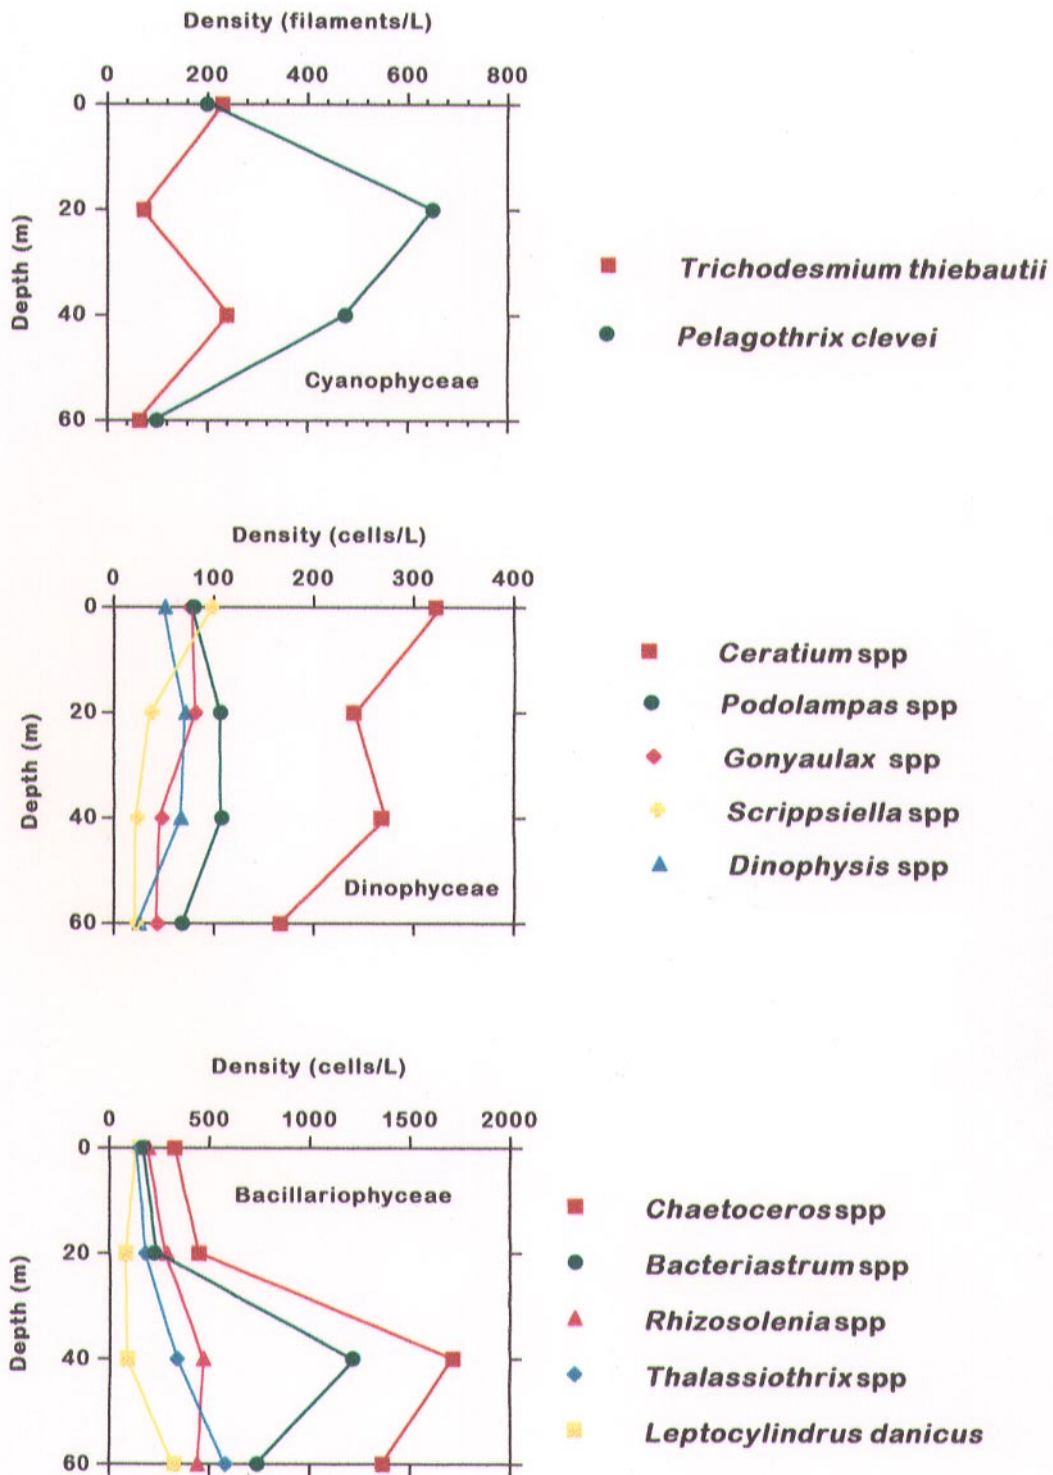 Density (filaments/L)
0 200 400 600 800
0
20
40
60
Depth (m)
Cyanophyceae
Trichodesmium thiebautii
Pelagothrix clevei
Density (cells/L)
0 100 200 300 400
0
20
40
60
Depth (m)
Dinophyceae
Ceratium spp
Podolampas spp
Gonyaulax spp
Scrippsiella spp
Dinophysis spp
Density (cells/L)
0 500 1000 1500 2000
0
20
40
60
Depth (m)
Bacillariophyceae
Chaetoceros spp
Bacteriastrum spp
Rhizosolenia spp
Thalassiothrix spp
Leptocylindrus danicus